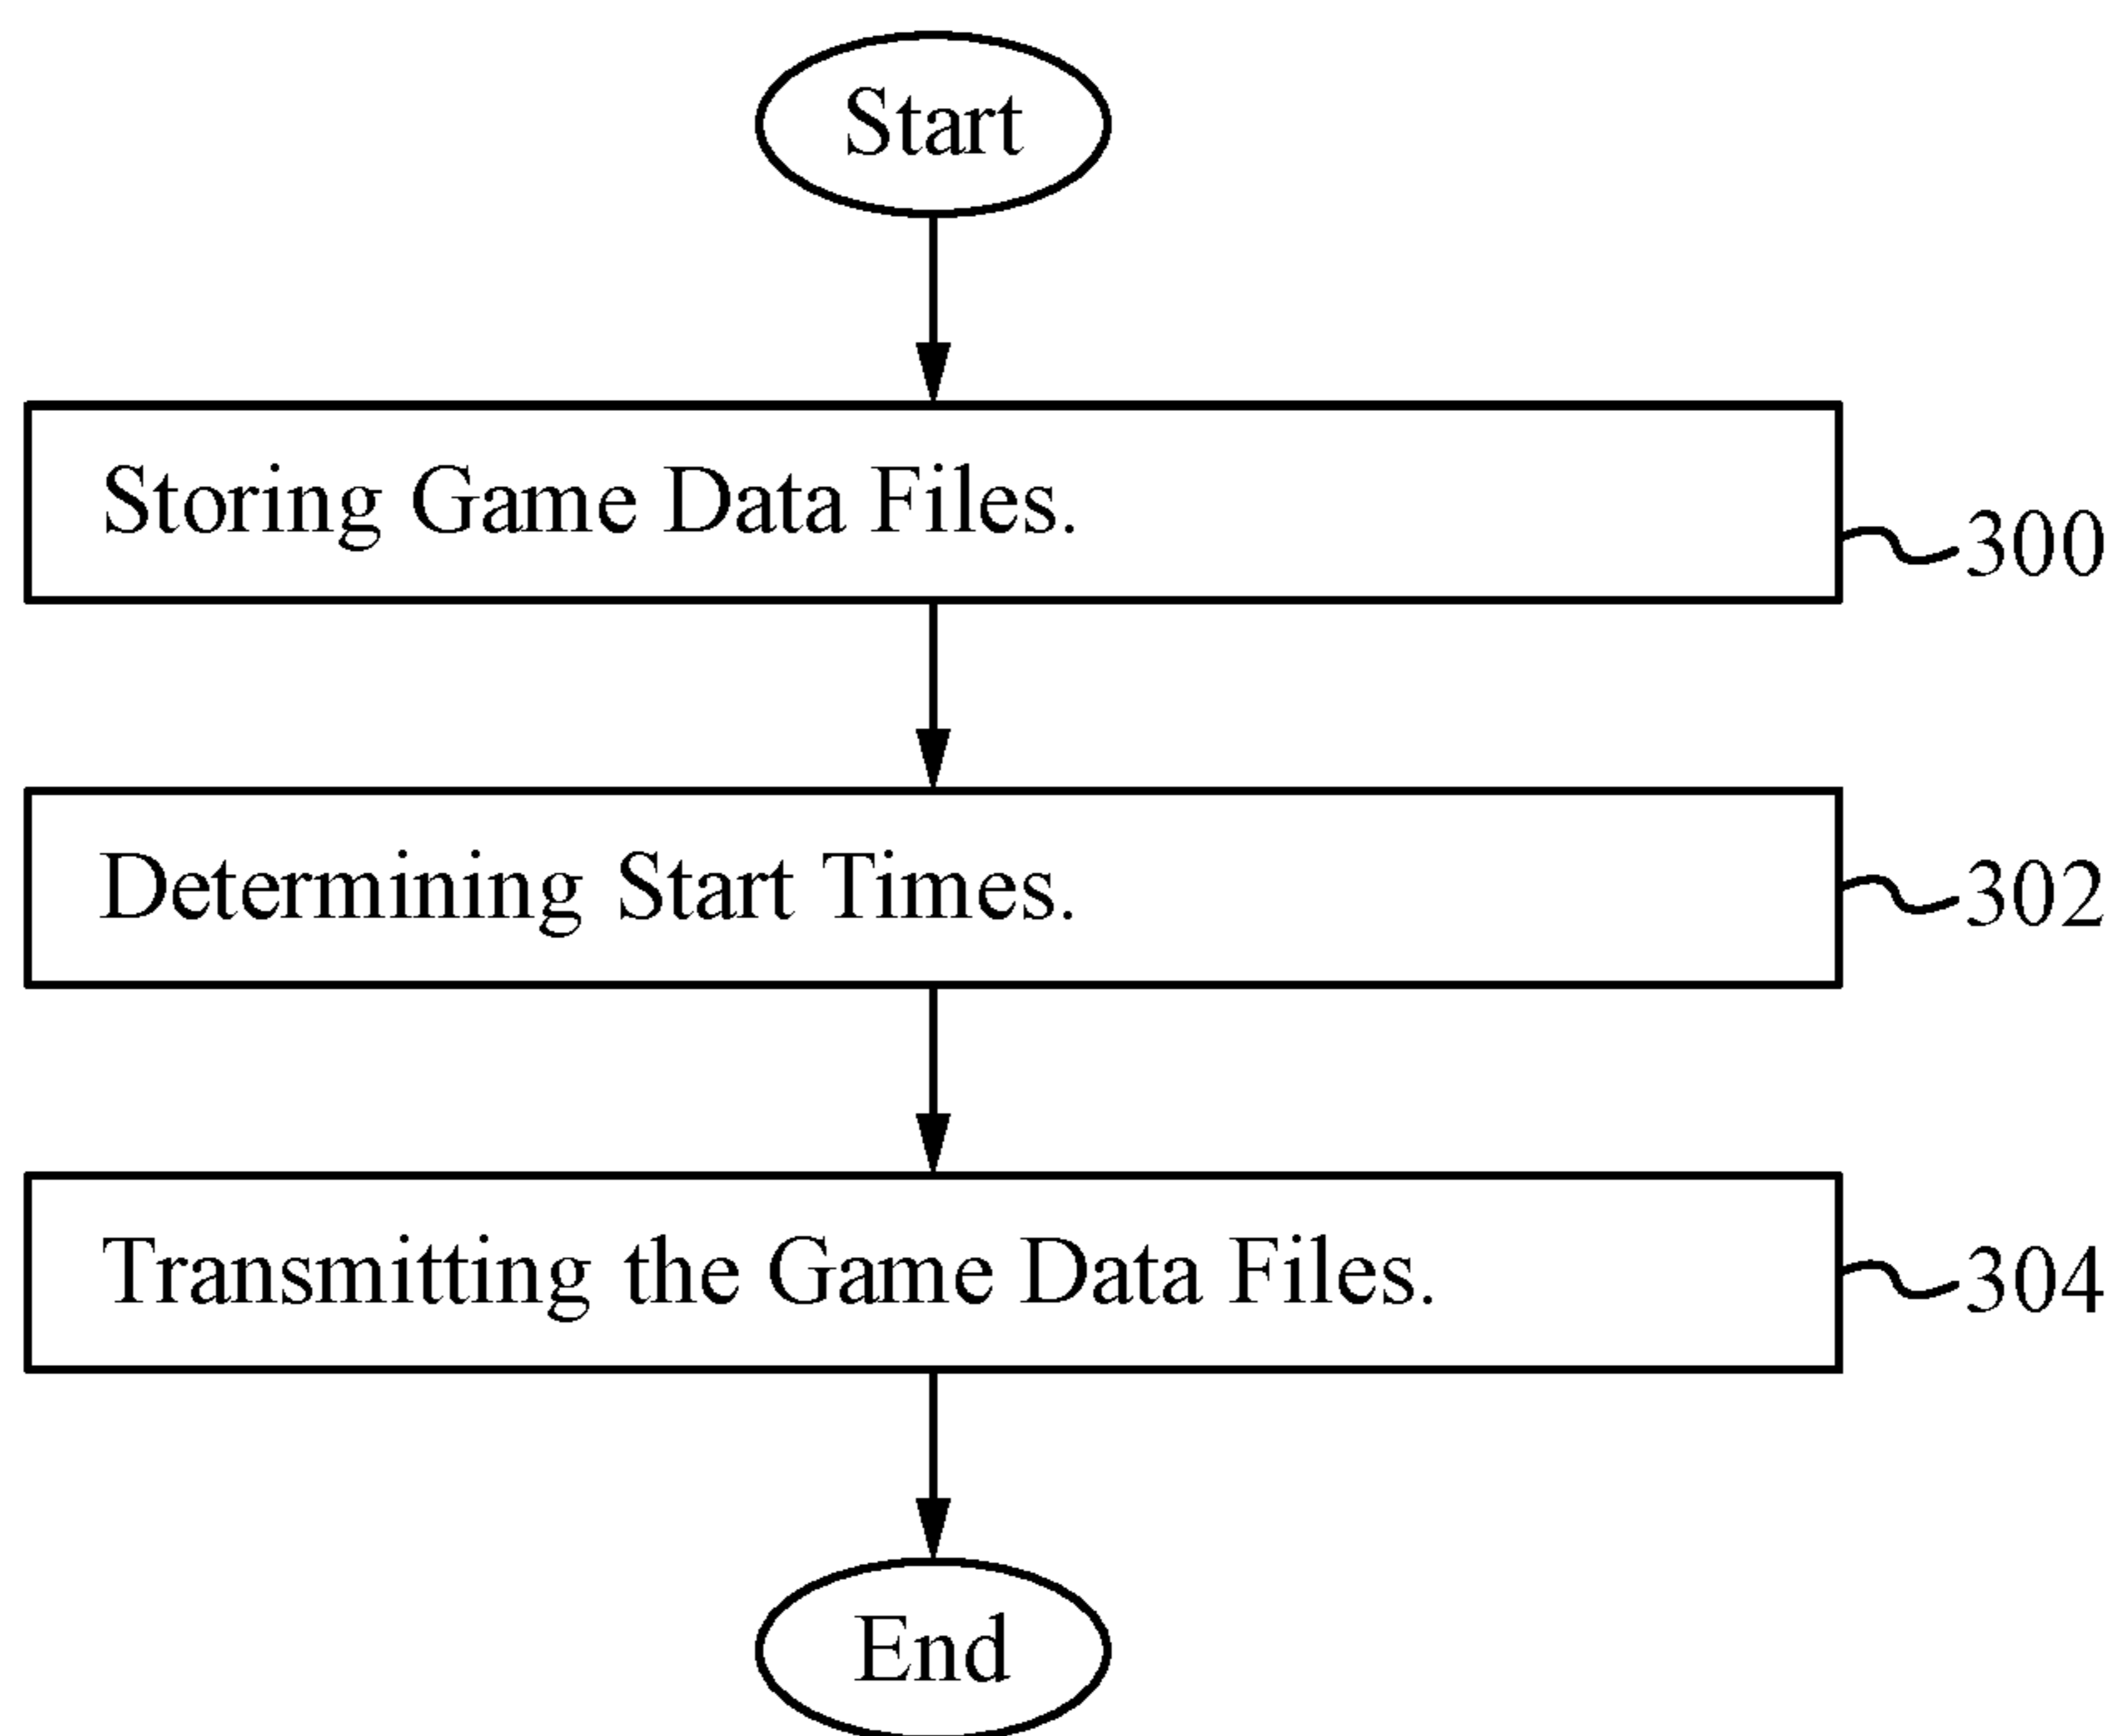 Start
Storing Game Data Files.
300
Determining Start Times.
302
Transmitting the Game Data Files.
304
End